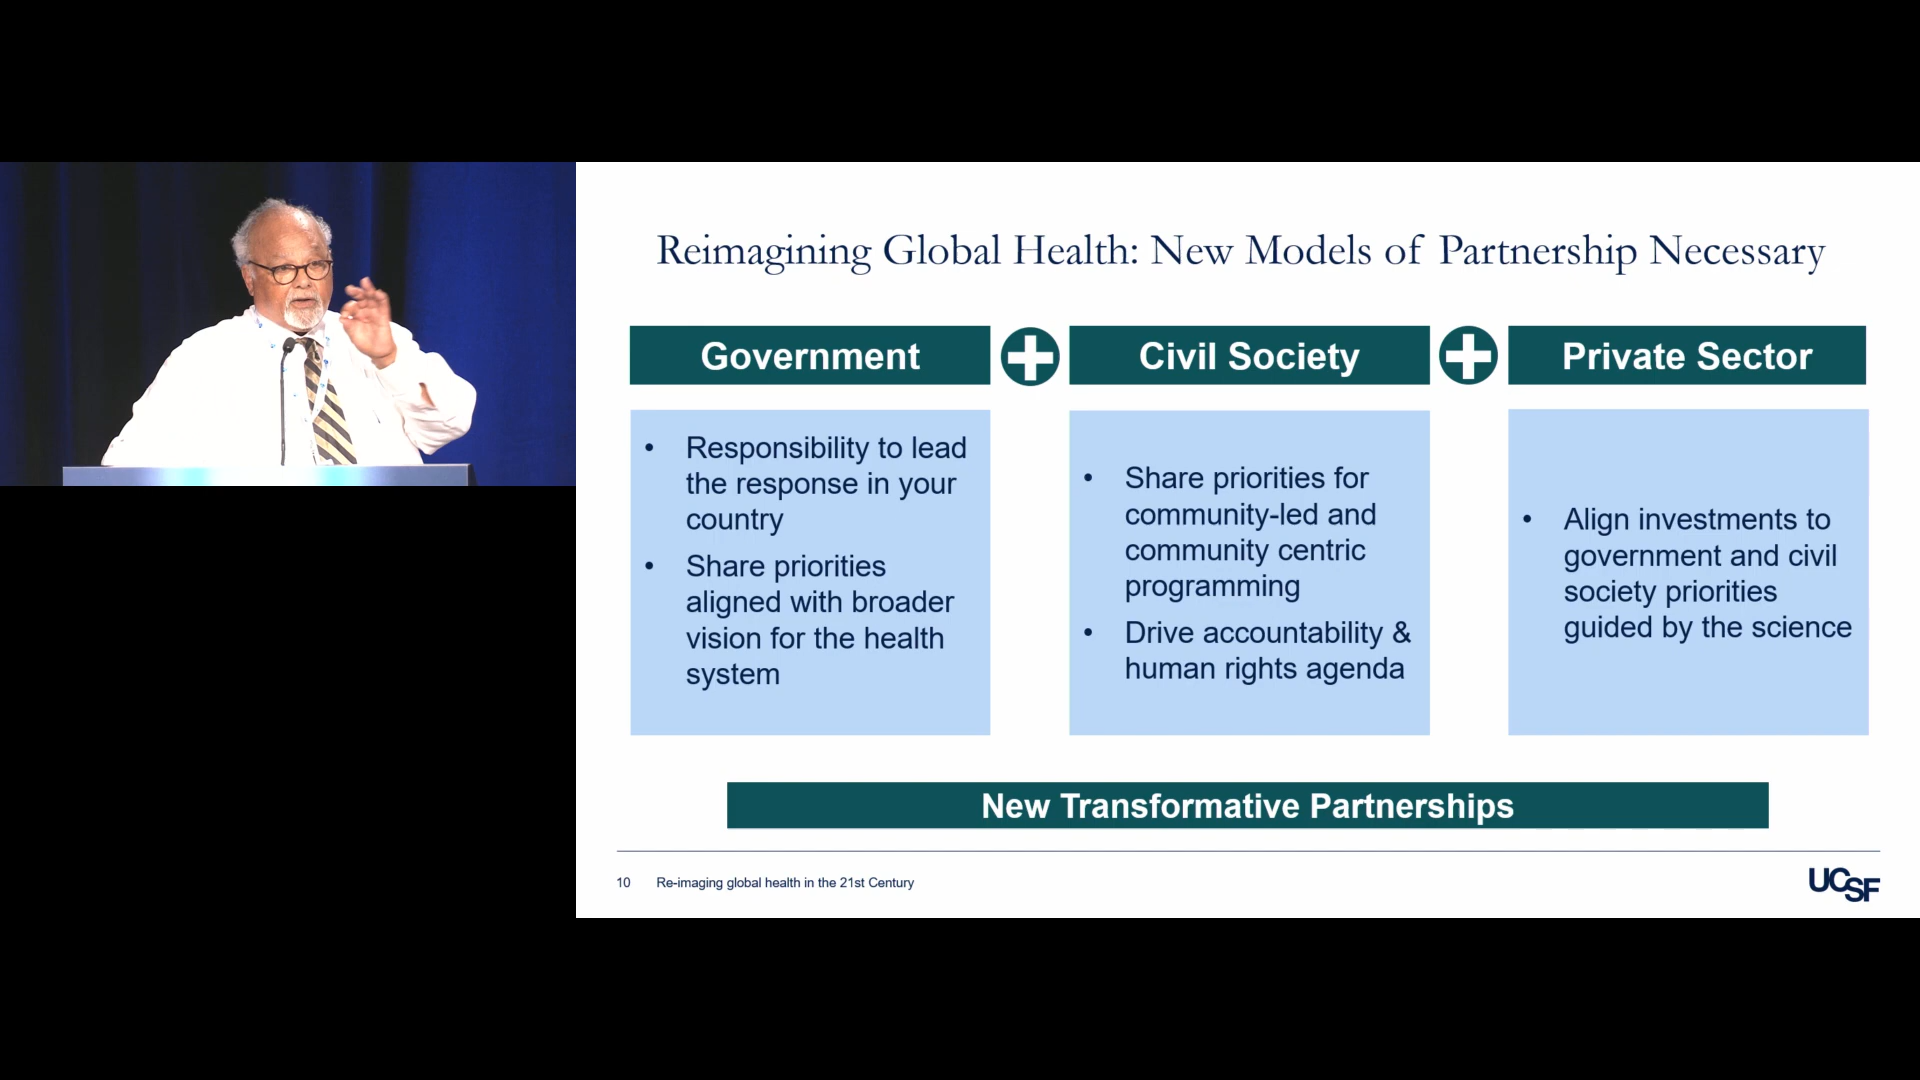 Reimagining Global Health: New Models of Partnership Necessary
Government
Civil Society
Private Sector
• Responsibility to lead
the response in your
country
• Share priorities
aligned with broader
vision for the health
system
• Share priorities for
community-led and
community centric
programming
• Drive accountability &
human rights agenda
• Align investments to
government and civil
society priorities
guided by the science
New Transformative Partnerships
10 Re-imaging global health in the 21st Century
UCSF